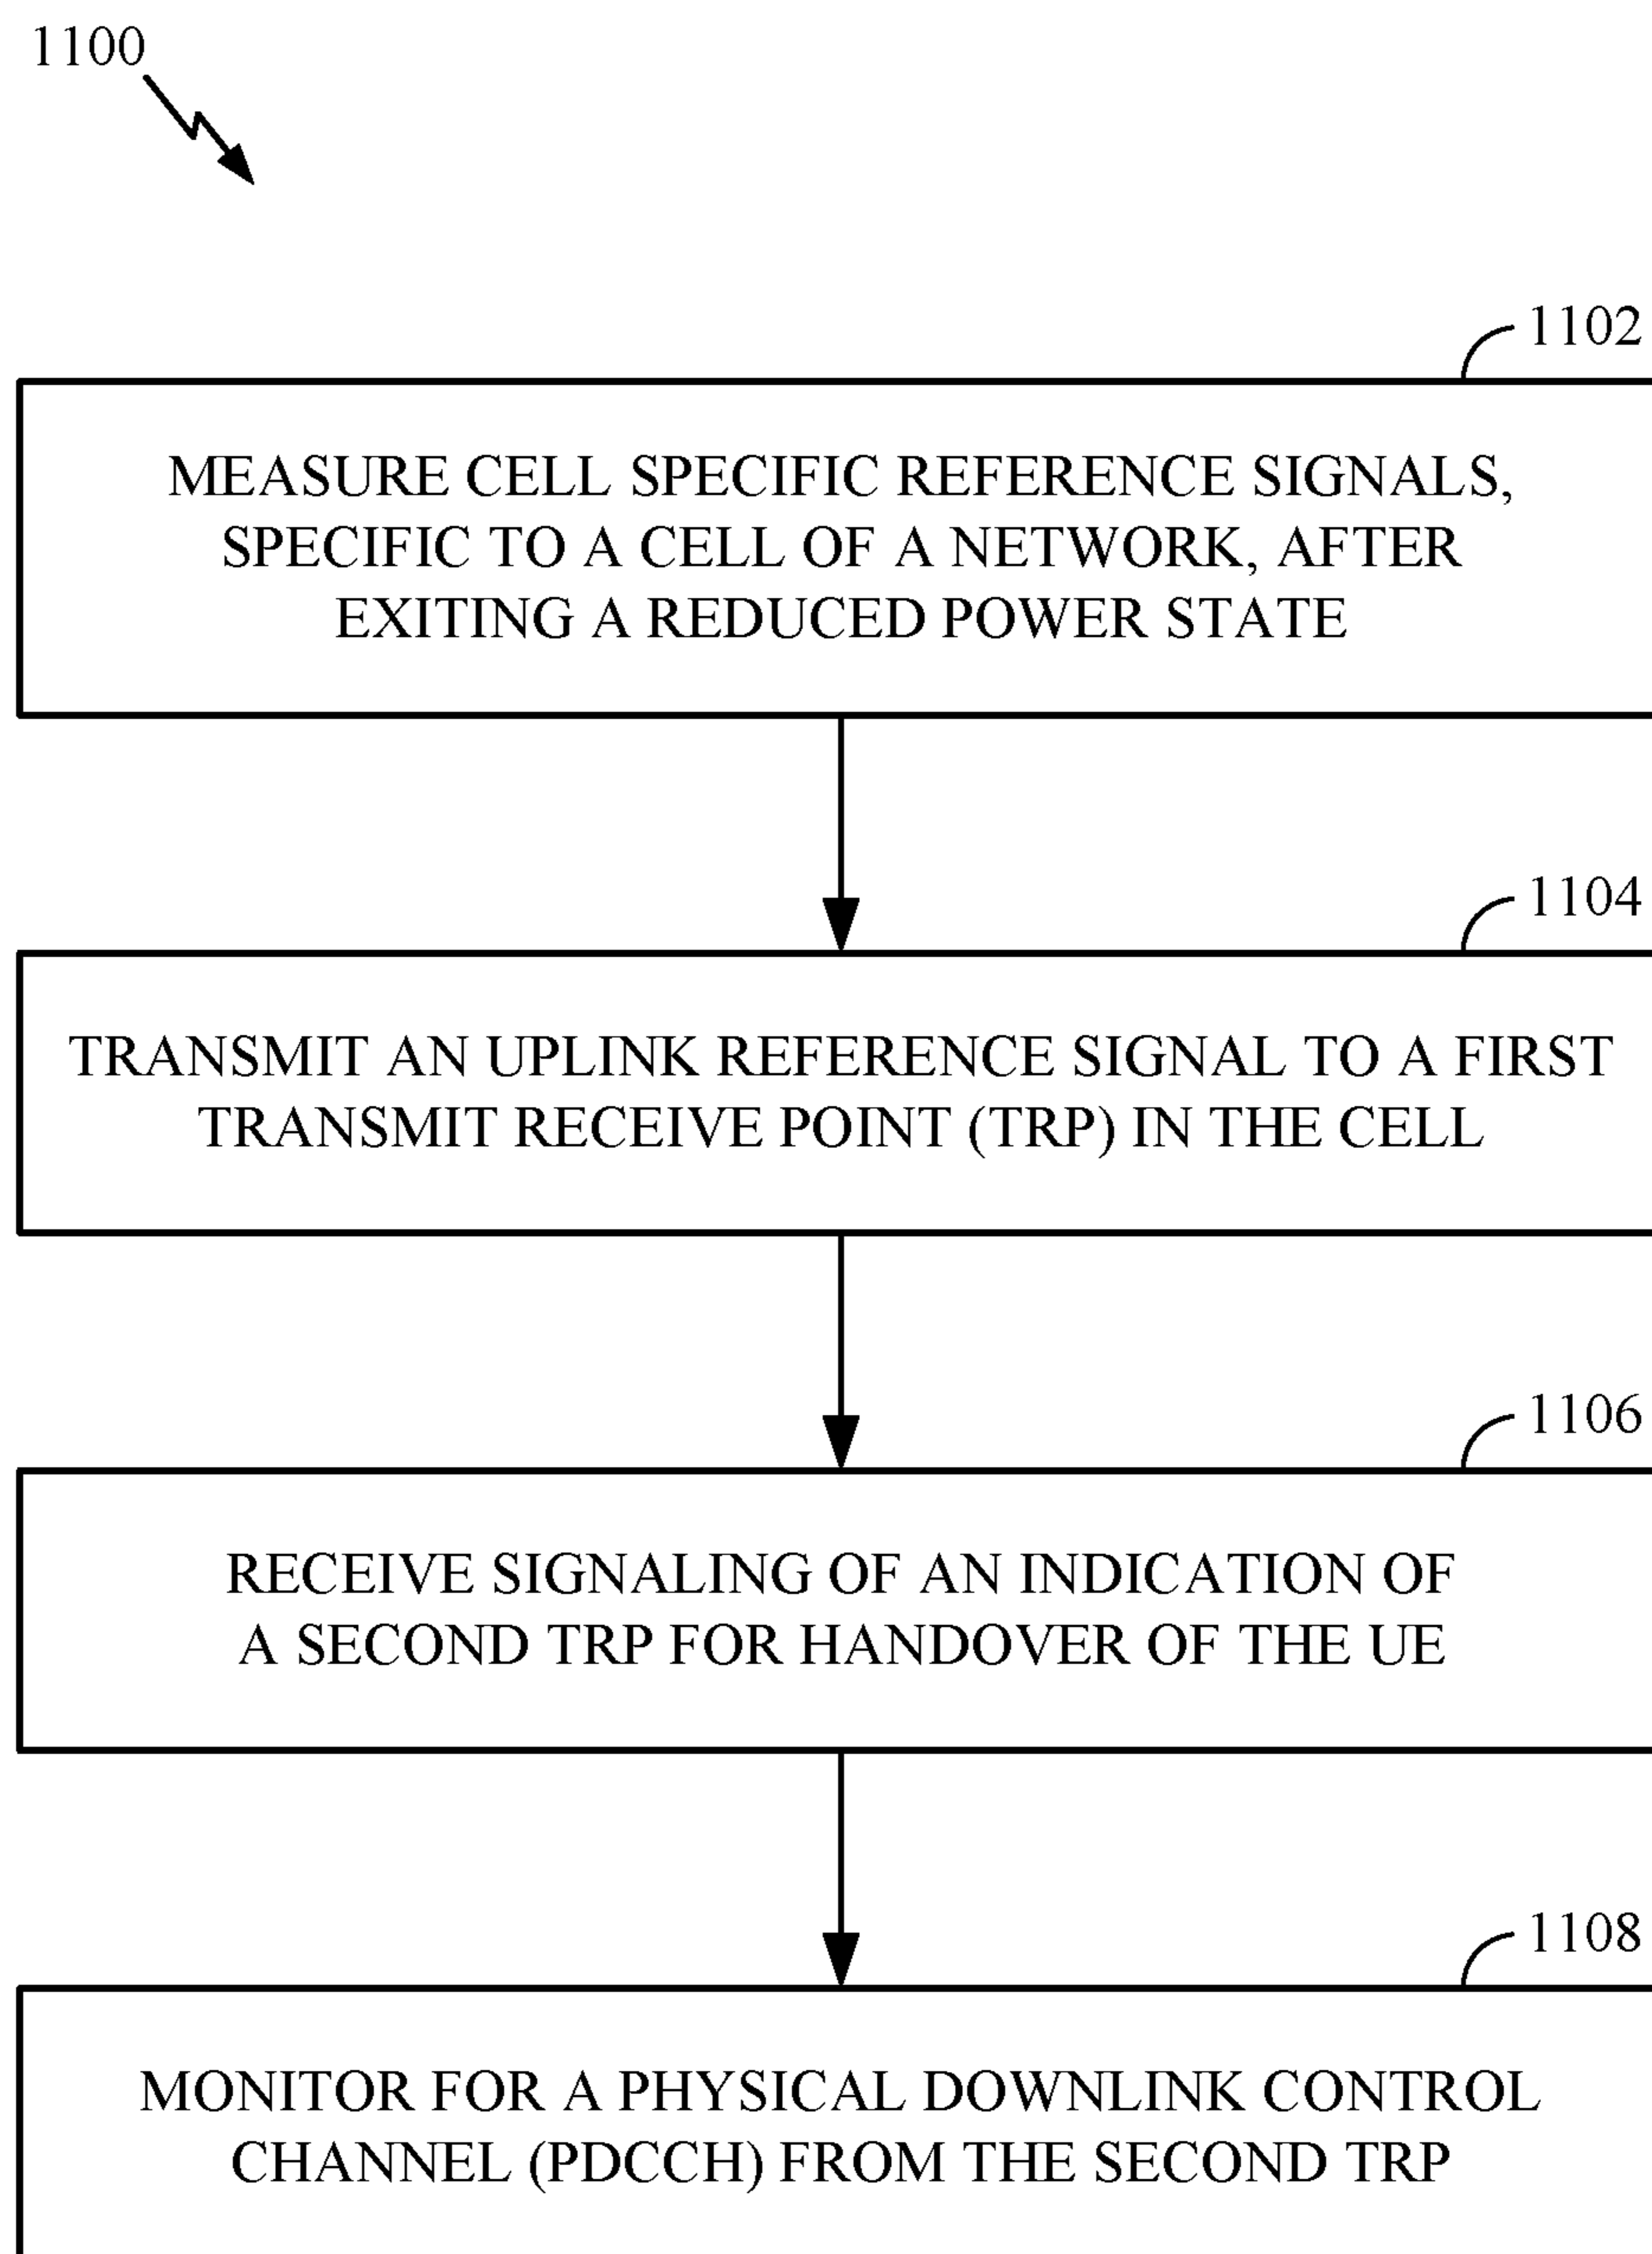 1100
1102
MEASURE CELL SPECIFIC REFERENCE SIGNALS,
SPECIFIC TO A CELL OF A NETWORK, AFTER
EXITING A REDUCED POWER STATE
1104
TRANSMIT AN UPLINK REFERENCE SIGNAL TO A FIRST
TRANSMIT RECEIVE POINT (TRP) IN THE CELL
1106
RECEIVE SIGNALING OF AN INDICATION OF
A SECOND TRP FOR HANDOVER OF THE UE
1108
MONITOR FOR A PHYSICAL DOWNLINK CONTROL
CHANNEL (PDCCH) FROM THE SECOND TRP